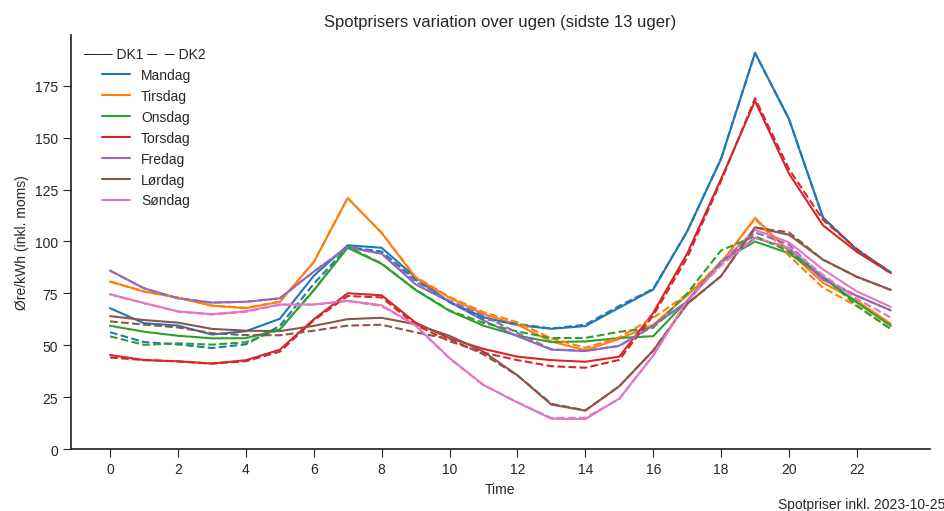 Spotprisers variation over ugen (sidste 13 uger)
DK1 DK2
Mandag
Tirsdag
Onsdag
Torsdag
Fredag
Lørdag
Søndag
Øre/kWh (inkl. moms)
175
150
125
100
75
50
25
0
0 2 4 6 8 10 12 14 16 18 20 22
Time
Spotpriser inkl. 2023-10-25